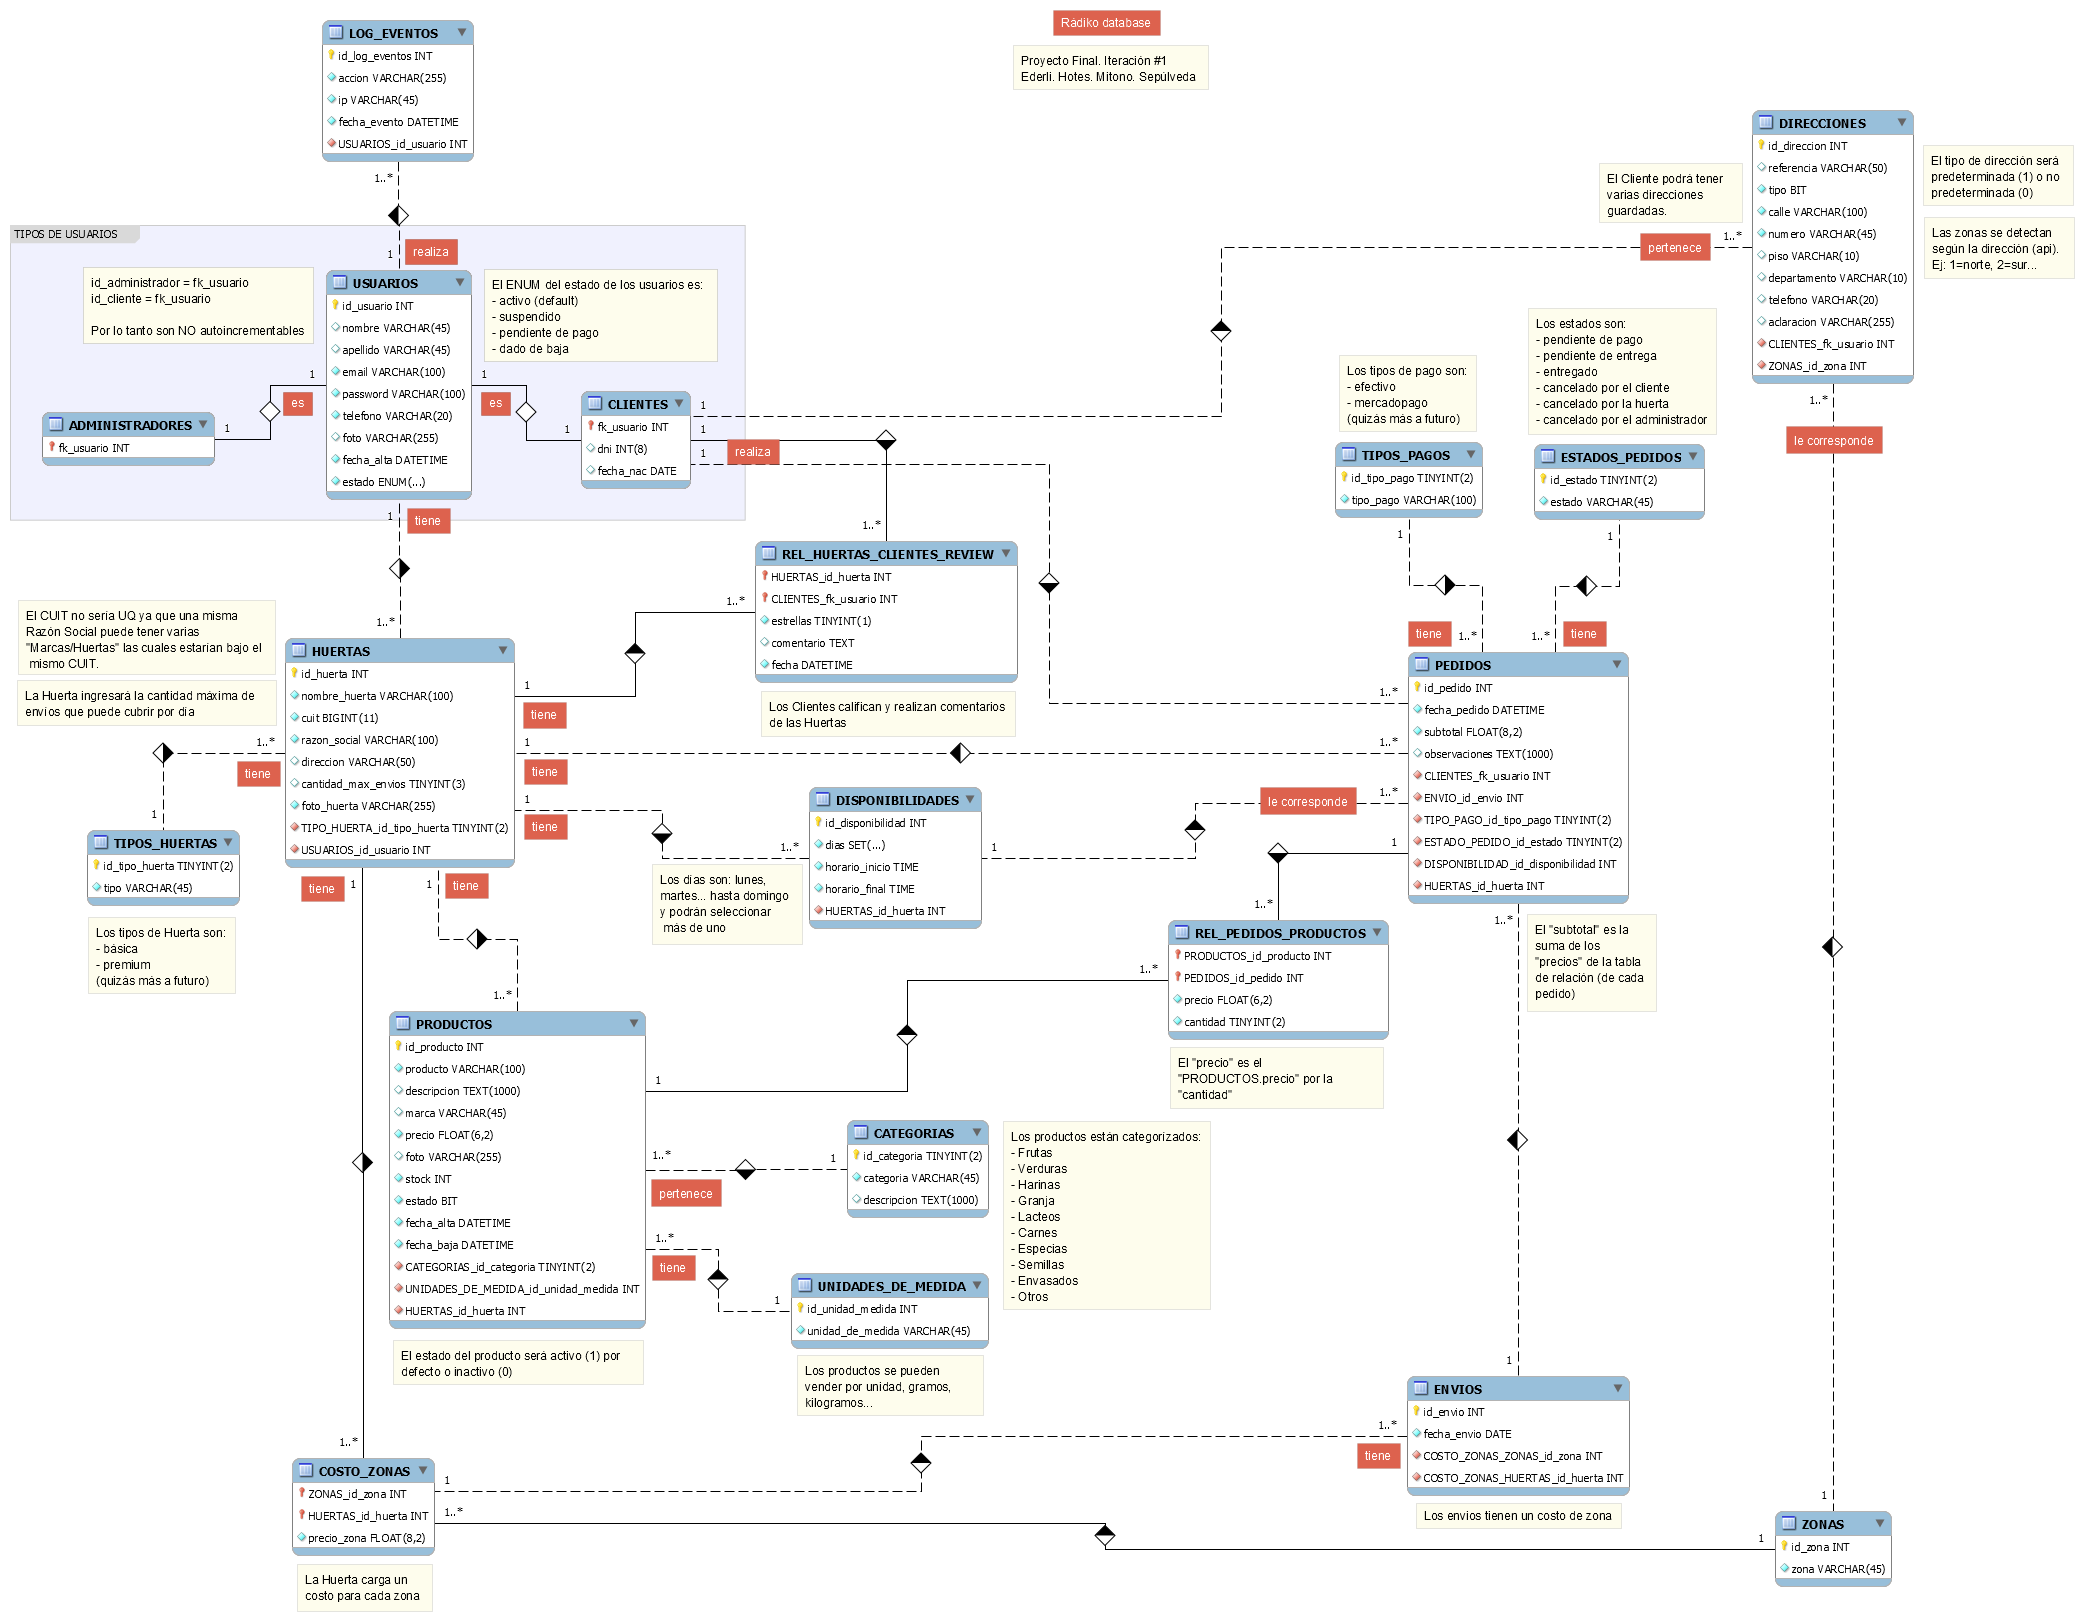 Rádiko database
Proyecto Final. Iteración #1
Ederli. Hotes. Mitono. Sepúlveda
LOG_EVENTOS
id_log_eventos INT
accion VARCHAR(255)
ip VARCHAR(45)
fecha_evento DATETIME
USUARIOS_id_usuario INT
1..*
1
realiza
TIPOS DE USUARIOS
id_administrador = fk_usuario
id_cliente = fk_usuario
Por lo tanto son NO autoincrementables
USUARIOS
id_usuario INT
nombre VARCHAR(45)
apellido VARCHAR(45)
email VARCHAR(100)
password VARCHAR(100)
telefono VARCHAR(20)
foto VARCHAR(255)
fecha_alta DATETIME
estado ENUM(...)
El ENUM del estado de los usuarios es:
- activo (default)
- suspendido
- pendiente de pago
- dado de baja
1
es
1
ADMINISTRADORES
fk_usuario INT
1
es
1
CLIENTES
fk_usuario INT
dni INT(8)
fecha_nac DATE
1
1
1
realiza
1..*
pertenece
1..*
El Cliente podrá tener
varias direcciones
guardadas.
DIRECCIONES
id_direccion INT
referencia VARCHAR(50)
tipo BIT
calle VARCHAR(100)
numero VARCHAR(45)
piso VARCHAR(10)
departamento VARCHAR(10)
telefono VARCHAR(20)
aclaracion VARCHAR(255)
CLIENTES_fk_usuario INT
ZONAS_id_zona INT
El tipo de dirección será
predeterminada (1) o no
predeterminada (0)
Las zonas se detectan
según la dirección (api).
Ej: 1=norte, 2=sur...
1..*
le corresponde
Los tipos de pago son:
- efectivo
- mercadopago
(quizás más a futuro)
TIPOS_PAGOS
id_tipo_pago TINYINT(2)
tipo_pago VARCHAR(100)
1
tiene
1..*
Los estados son:
- pendiente de pago
- pendiente de entrega
- entregado
- cancelado por el cliente
- cancelado por la huerta
- cancelado por el administrador
ESTADOS_PEDIDOS
id_estado TINYINT(2)
estado VARCHAR(45)
1
1..*
tiene
1
tiene
1..*
REL_HUERTAS_CLIENTES_REVIEW
HUERTAS_id_huerta INT
CLIENTES_fk_usuario INT
estrellas TINYINT(1)
comentario TEXT
fecha DATETIME
Los Clientes califican y realizan comentarios
de las Huertas
El CUIT no sería UQ ya que una misma
Razón Social puede tener varias
"Marcas/Huertas" las cuales estarían bajo el
mismo CUIT.
La Huerta ingresará la cantidad máxima de
envíos que puede cubrir por día
HUERTAS
id_huerta INT
nombre_huerta VARCHAR(100)
cuit BIGINT(11)
razon_social VARCHAR(100)
direccion VARCHAR(50)
cantidad_max_envios TINYINT(3)
foto_huerta VARCHAR(255)
TIPO_HUERTA_id_tipo_huerta TINYINT(2)
USUARIOS_id_usuario INT
1..*
tiene
1
TIPOS_HUERTAS
id_tipo_huerta TINYINT(2)
tipo VARCHAR(45)
Los tipos de Huerta son:
- básica
- premium
(quizás más a futuro)
1
tiene
1..*
1
tiene
1..*
1
tiene
1..*
PEDIDOS
id_pedido INT
fecha_pedido DATETIME
subtotal FLOAT(8,2)
observaciones TEXT(1000)
CLIENTES_fk_usuario INT
ENVIO_id_envio INT
TIPO_PAGO_id_tipo_pago TINYINT(2)
ESTADO_PEDIDO_id_estado TINYINT(2)
DISPONIBILIDAD_id_disponibilidad INT
HUERTAS_id_huerta INT
1..*
DISPONIBILIDADES
id_disponibilidad INT
dias SET(...)
horario_inicio TIME
horario_final TIME
HUERTAS_id_huerta INT
Los días son: lunes,
martes... hasta domingo
y podrán seleccionar
más de uno
1
le corresponde
1..*
1
1..*
REL_PEDIDOS_PRODUCTOS
PRODUCTOS_id_producto INT
PEDIDOS_id_pedido INT
precio FLOAT(6,2)
cantidad TINYINT(2)
El "precio" es el
"PRODUCTOS.precio" por la
"cantidad"
1..*
El "subtotal" es la
suma de los
"precios" de la tabla
de relación (de cada
pedido)
tiene
1
1
tiene
1..*
PRODUCTOS
id_producto INT
producto VARCHAR(100)
descripcion TEXT(1000)
marca VARCHAR(45)
precio FLOAT(6,2)
foto VARCHAR(255)
stock INT
estado BIT
fecha_alta DATETIME
fecha_baja DATETIME
CATEGORIAS_id_categoria TINYINT(2)
UNIDADES_DE_MEDIDA_id_unidad_medida INT
HUERTAS_id_huerta INT
El estado del producto será activo (1) por
defecto o inactivo (0)
1
1..*
1..*
pertenece
1
CATEGORIAS
id_categoria TINYINT(2)
categoria VARCHAR(45)
descripcion TEXT(1000)
Los productos están categorizados:
- Frutas
- Verduras
- Harinas
- Granja
- Lacteos
- Carnes
- Especias
- Semillas
- Envasados
- Otros
1..*
tiene
1
UNIDADES_DE_MEDIDA
id_unidad_medida INT
unidad_de_medida VARCHAR(45)
Los productos se pueden
vender por unidad, gramos,
kilogramos...
1
ENVIOS
id_envio INT
fecha_envio DATE
COSTO_ZONAS_ZONAS_id_zona INT
COSTO_ZONAS_HUERTAS_id_huerta INT
Los envios tienen un costo de zona
1..*
tiene
1..*
COSTO_ZONAS
ZONAS_id_zona INT
HUERTAS_id_huerta INT
precio_zona FLOAT(8,2)
La Huerta carga un
costo para cada zona
1
1..*
1
1
ZONAS
id_zona INT
zona VARCHAR(45)